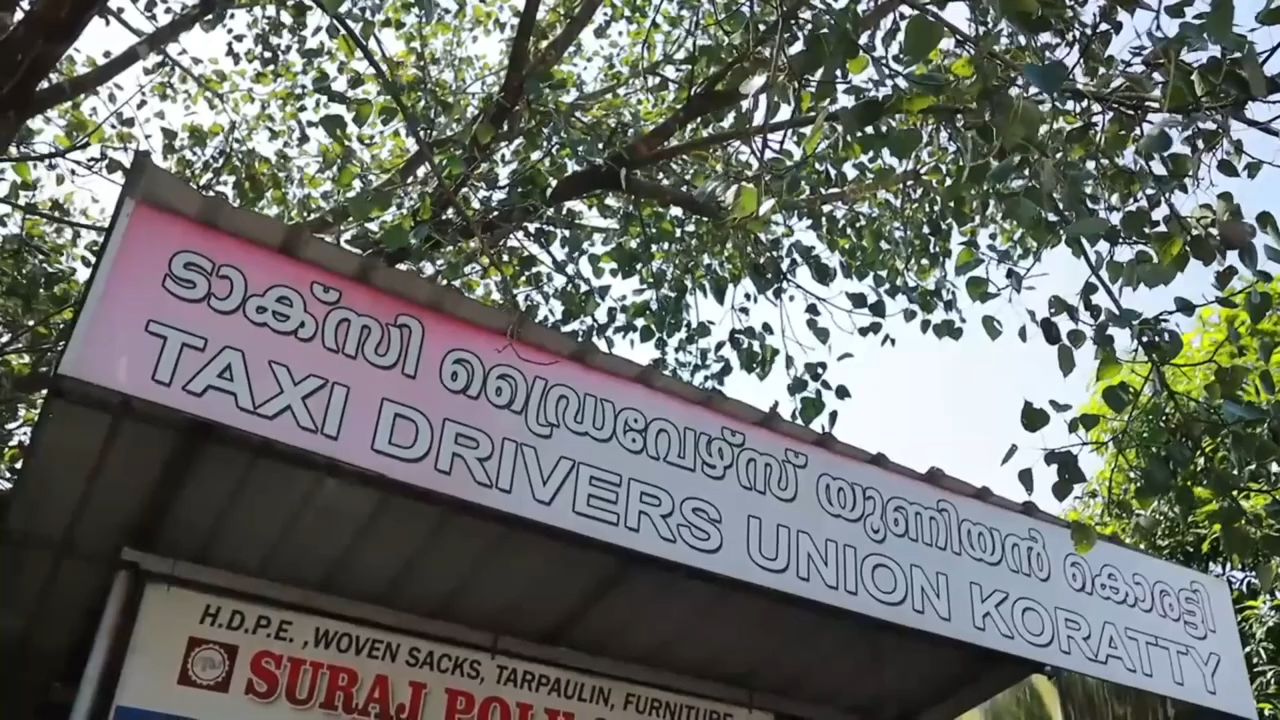 ടാക്സി ഡ്രൈവേഴ്സ് യൂണിയൻ കൊരട്ടി
TAXI DRIVERS UNION KORATTY
H.D.P.E. ,WOVEN SACKS, TARPAULIN, FURNITURE
SURAJ